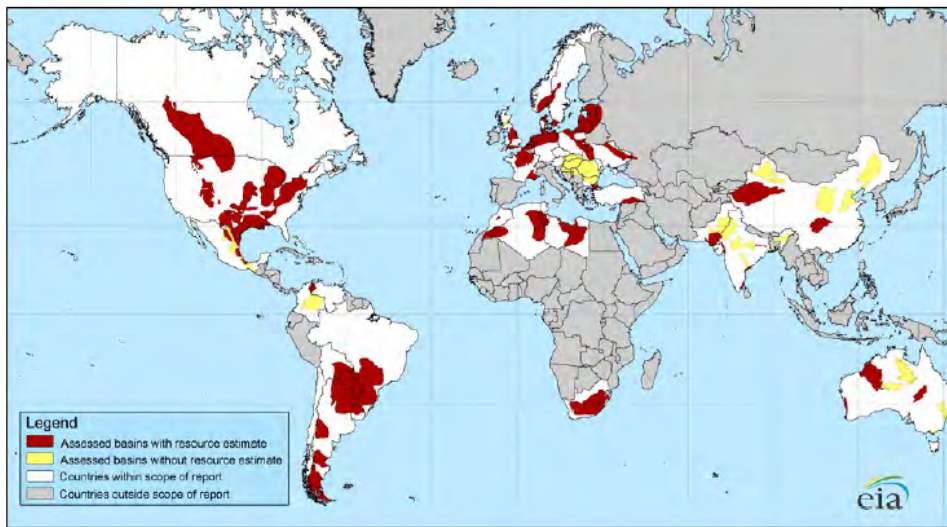 Legend
Assessed basins with resource estimate
Assessed basins without resource estimate
Countries within scope of report
Countries outside scope of report
eia